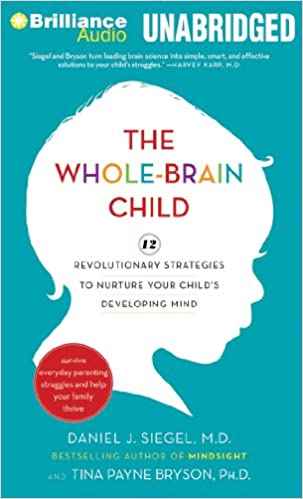 Brilliance Audio
UNABRIDGED
"Siegel and Bryson turn leading brain science into simple, smart, and effective
solutions to your child's struggles." —HARVEY KARP, M.D.
THE
WHOLE-BRAIN
CHILD
12
REVOLUTIONARY STRATEGIES
TO NURTURE YOUR CHILD'S
DEVELOPING MIND
survive
everyday parenting
struggles and help
your family
thrive
DANIEL J. SIEGEL, M.D.
BESTSELLING AUTHOR OF MINDSIGHT
AND TINA PAYNE BRYSON, PH.D.